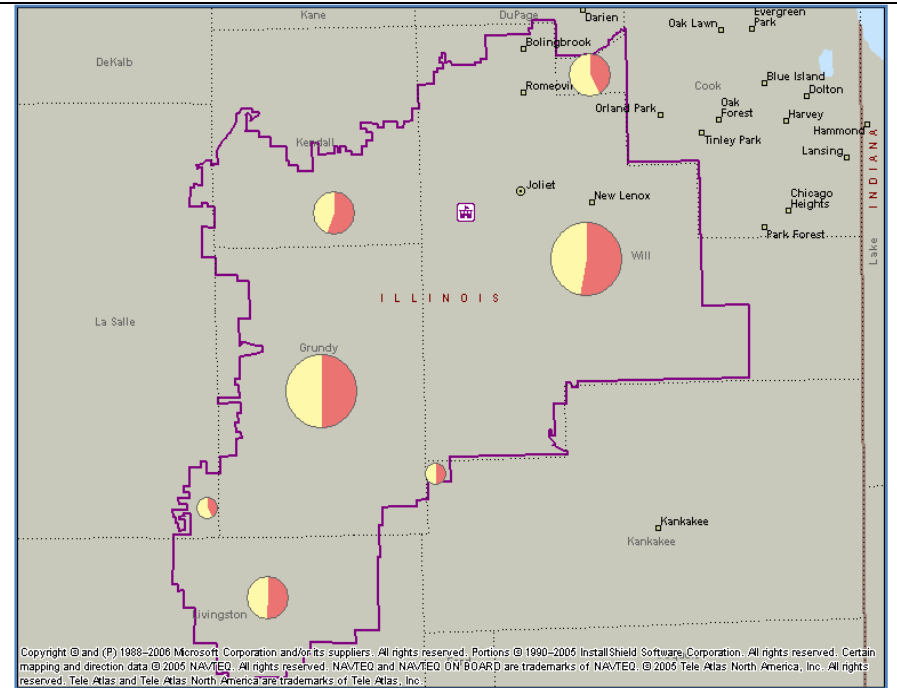 Kane
DuPage
Darien
Oak Lawn
Evergreen
Park
Bolingbrook
DeKalb
Blue Island
Romeovil
Cook
Dolton
Orland Park
Oak
Forest
Harvey
Hammond
Kendall
Tinley Park
Lansing
INDIANA
Joliet
New Lenox
Chicago
Heights
Park Forest
Will
Lake
ILLINOIS
La Salle
Grundy
Kankakee
Kankakee
Livingston
Copyright © and (P) 1988–2006 Microsoft Corporation and/or its suppliers. All rights reserved. Portions © 1990–2005 InstallShield Software Corporation. All rights reserved. Certain
mapping and direction data © 2005 NAVTEQ. All rights reserved. NAVTEQ and NAVTEQ ON BOARD are trademarks of NAVTEQ. © 2005 Tele Atlas North America, Inc. All rights
reserved. Tele Atlas and Tele Atlas North America are trademarks of Tele Atlas, Inc.